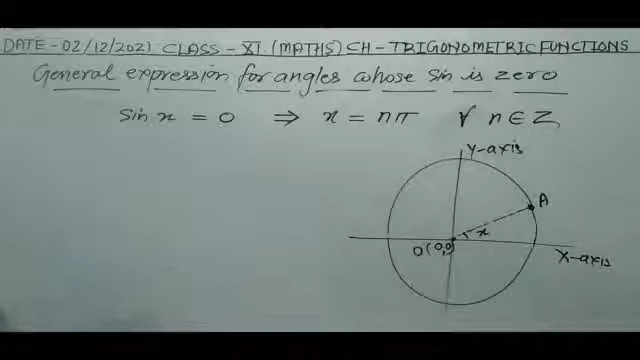 DATE - 02/12/2021 CLASS - XI (MATHS) CH - TRIGONOMETRIC FUNCTIONS
General expression for angles whose Sin is zero
Sin x = 0 ⇒ x = nπ ∀ n ∈ Z
Y-axis
A
x
O(0,0)
X-axis